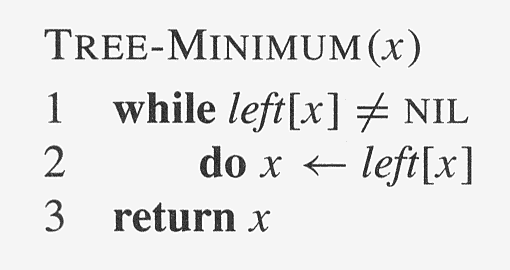 TREE-MINIMUM(x)
1 while left[x] ≠ NIL
2 do x ← left[x]
3 return x